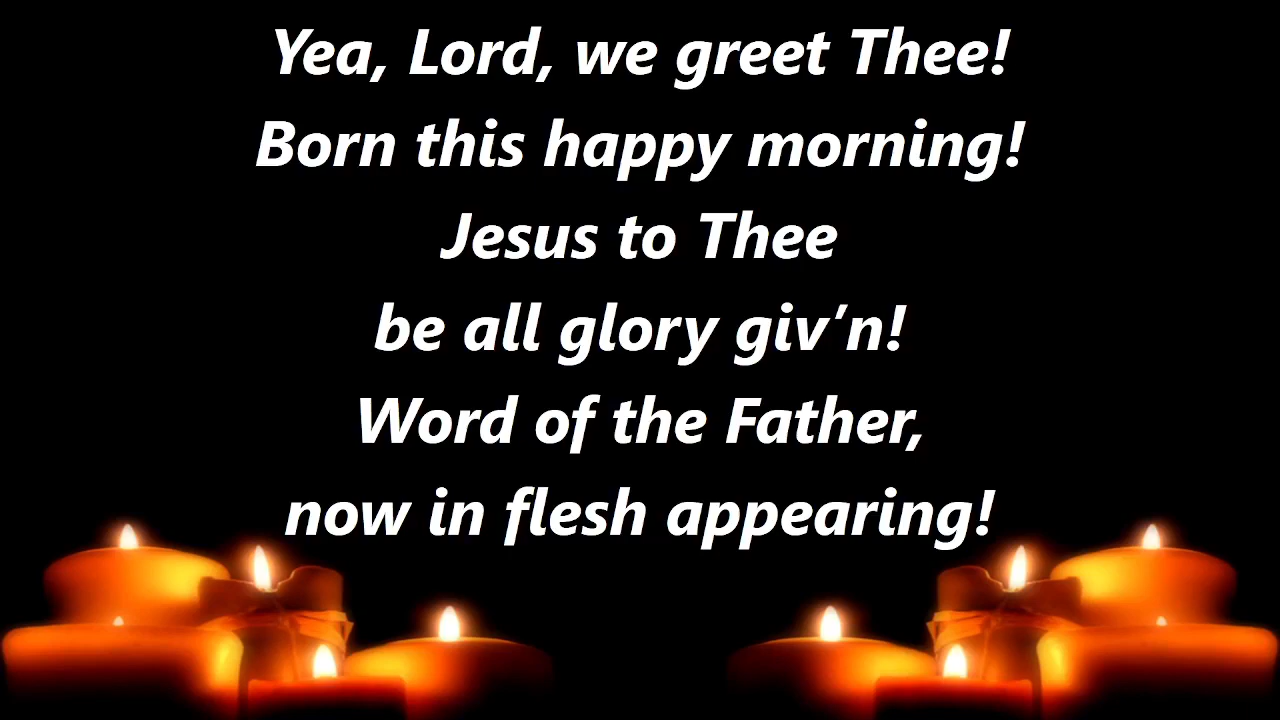 Yea, Lord, we greet Thee!
Born this happy morning!
Jesus to Thee
be all glory giv’n!
Word of the Father,
now in flesh appearing!